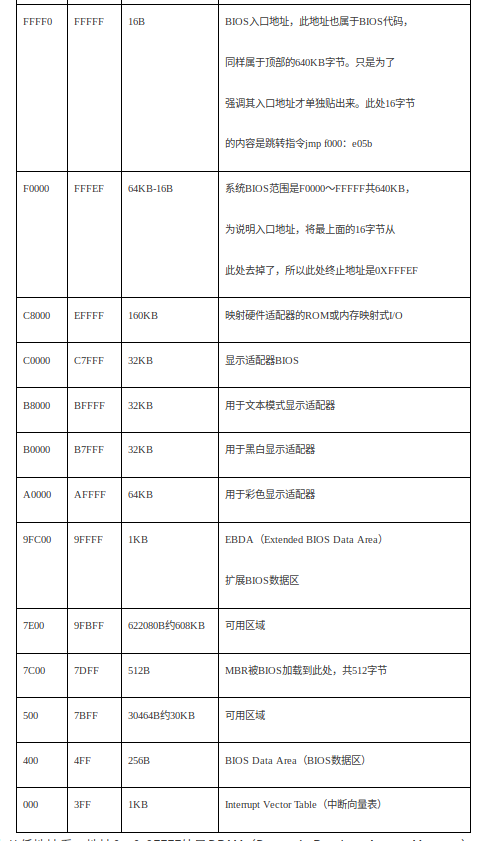 FFFF0 FFFFF 16B BIOS入口地址，此地址也属于BIOS代码，
同样属于顶部的640KB字节。只是为了
强调其入口地址才单独贴出来。此处16字节
的内容是跳转指令jmp f000：e05b
F0000 FFFEF 64KB-16B 系统BIOS范围是F0000～FFFFF共640KB，
为说明入口地址，将最上面的16字节从
此处去掉了，所以此处终止地址是0XFFFEF
C8000 EFFFF 160KB 映射硬件适配器的ROM或内存映射式I/O
C0000 C7FFF 32KB 显示适配器BIOS
B8000 BFFFF 32KB 用于文本模式显示适配器
B0000 B7FFF 32KB 用于黑白显示适配器
A0000 AFFFF 64KB 用于彩色显示适配器
9FC00 9FFFF 1KB EBDA（Extended BIOS Data Area）
扩展BIOS数据区
7E00 9FBFF 622080B约608KB 可用区域
7C00 7DFF 512B MBR被BIOS加载到此处，共512字节
500 7BFF 30464B约30KB 可用区域
400 4FF 256B BIOS Data Area（BIOS数据区）
000 3FF 1KB Interrupt Vector Table（中断向量表）